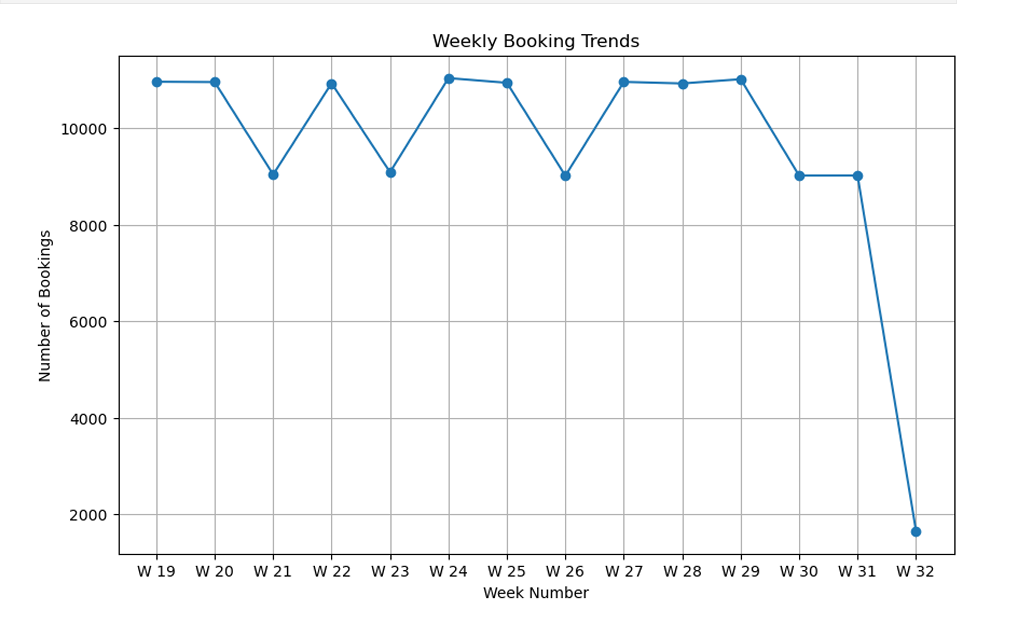 Weekly Booking Trends
Number of Bookings
10000
8000
6000
4000
2000
W 19 W 20 W 21 W 22 W 23 W 24 W 25 W 26 W 27 W 28 W 29 W 30 W 31 W 32
Week Number